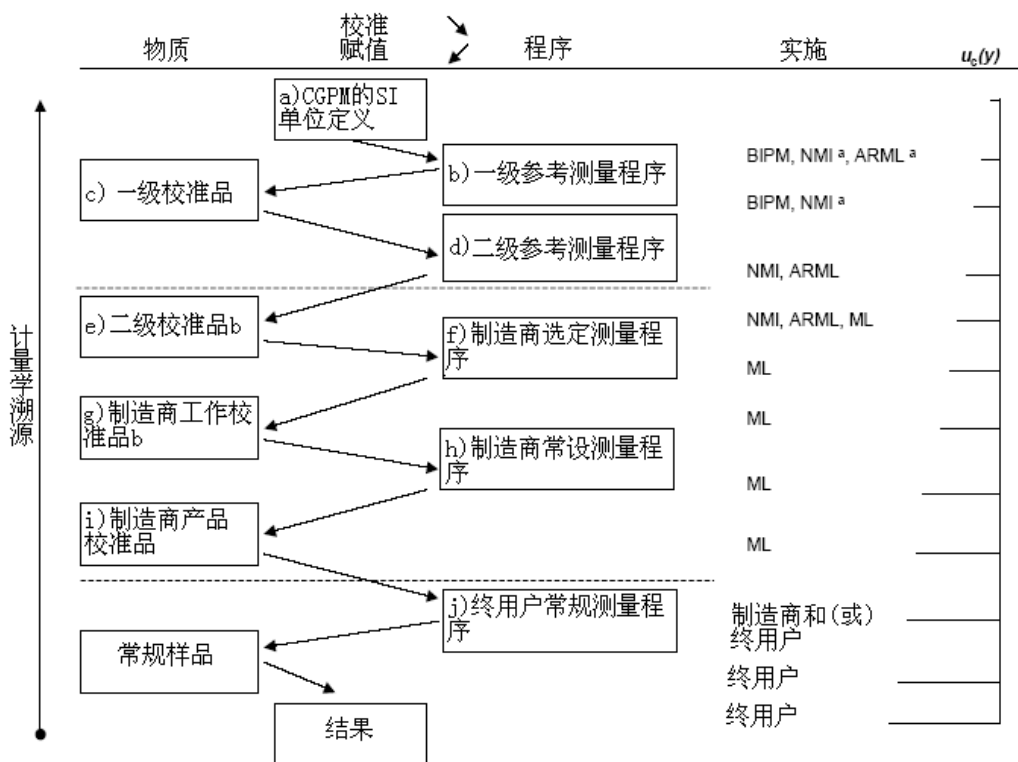 物质
校准
赋值
程序
实施
uc(y)
a)CGPM的SI
单位定义
BIPM, NMI a, ARML a
b)一级参考测量程序
c) 一级校准品
BIPM, NMI a
d)二级参考测量程序
NMI, ARML
e)二级校准品b
NMI, ARML, ML
f)制造商选定测量程
序
ML
g)制造商工作校
准品b
ML
h)制造商常设测量程
序
ML
i)制造商产品
校准品
ML
j)终用户常规测量程
序
制造商和(或)
终用户
常规样品
终用户
结果
终用户
计量学溯源